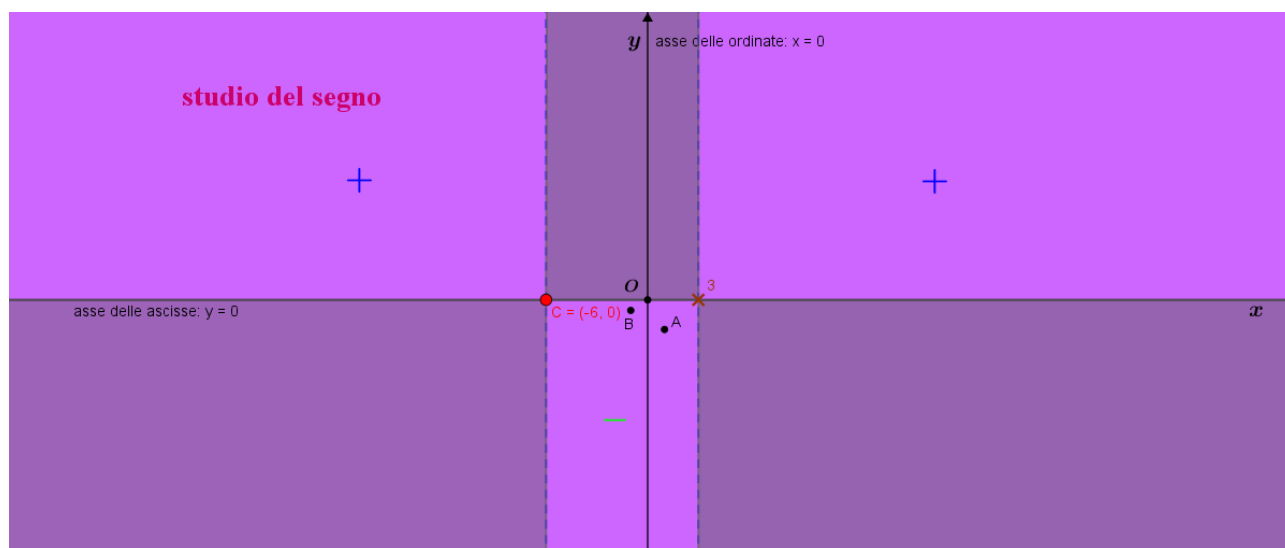 y
asse delle ordinate: x = 0
studio del segno
+
+
O
3
asse delle ascisse: y = 0
C = (-6, 0)
B
A
x
−